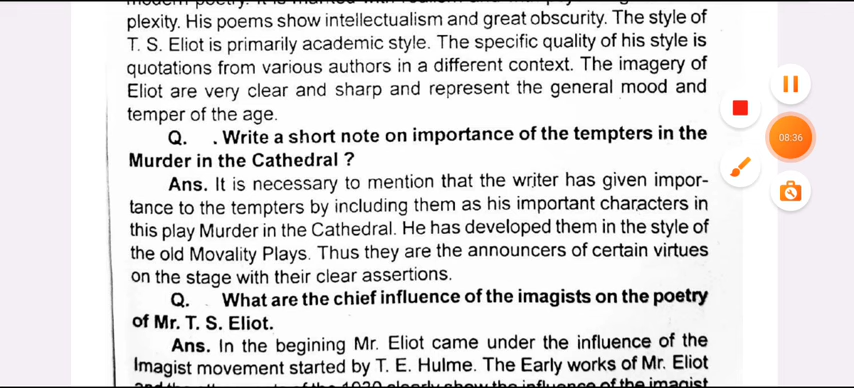 plexity. His poems show intellectualism and great obscurity. The style of
T. S. Eliot is primarily academic style. The specific quality of his style is
quotations from various authors in a different context. The imagery of
Eliot are very clear and sharp and represent the general mood and
temper of the age.
Q. . Write a short note on importance of the tempters in the
Murder in the Cathedral ?
Ans. It is necessary to mention that the writer has given impor-
tance to the tempters by including them as his important characters in
this play Murder in the Cathedral. He has developed them in the style of
the old Movality Plays. Thus they are the announcers of certain virtues
on the stage with their clear assertions.
Q. What are the chief influence of the imagists on the poetry
of Mr. T. S. Eliot.
Ans. In the begining Mr. Eliot came under the influence of the
Imagist movement started by T. E. Hulme. The Early works of Mr. Eliot
08:36